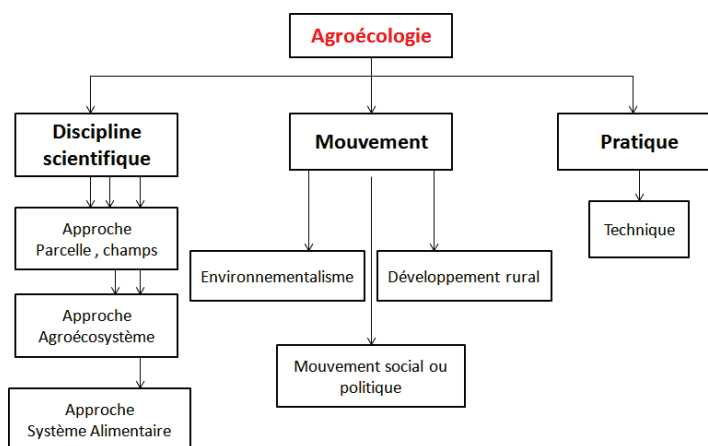 Agroécologie
Discipline
scientifique
Mouvement
Pratique
Approche
Parcelle , champs
Technique
Environnementalisme
Développement rural
Approche
Agroécosystème
Mouvement social ou
politique
Approche
Système Alimentaire